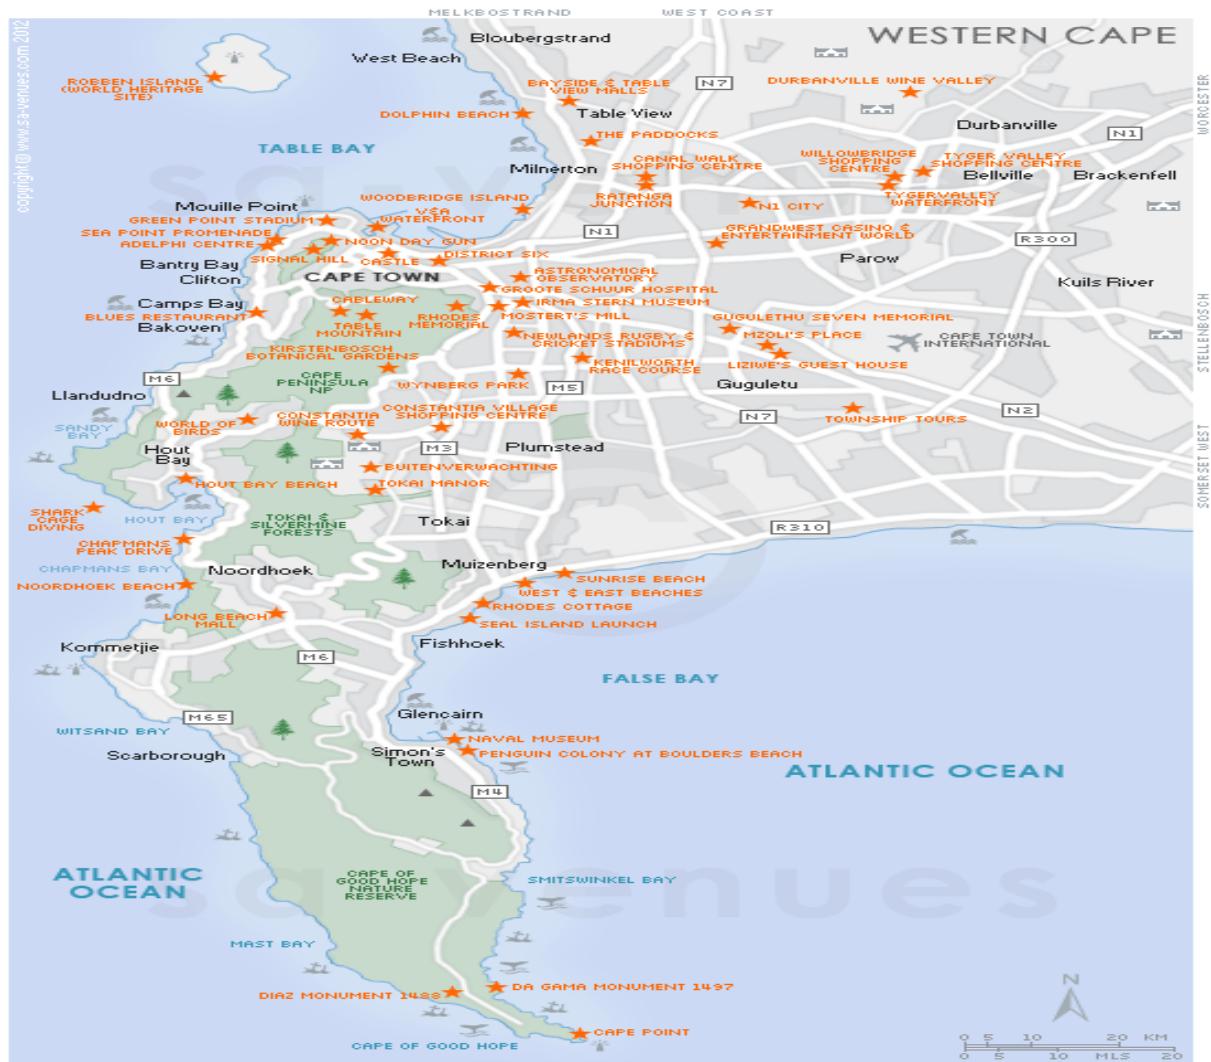 MELKBOSTRAND
WEST COAST
copyright@ www.sa-venues.com 2012
WESTERN CAPE
Bloubergstrand
West Beach
ROBBEN ISLAND
(WORLD HERITAGE
SITE)
BAYSIDE & TABLE
VIEW MALLS
N7
DURBANVILLE WINE VALLEY
WORCESTER
DOLPHIN BEACH
Table View
Durbanville
THE PADDOCKS
N1
TABLE BAY
Milnerton
CANAL WALK
SHOPPING CENTRE
WILLOWBRIDGE
SHOPPING
CENTRE
TYGER VALLEY
SHOPPING CENTRE
Bellville
Brackenfell
RATANGA
JUNCTION
TYGERVALLEY
WATERFRONT
WOODBRIDGE ISLAND
N1 CITY
Mouille Point
V&A
WATERFRONT
GREEN POINT STADIUM
SEA POINT PROMENADE
ADELPHI CENTRE
NOON DAY GUN
N1
GRANDWEST CASINO &
ENTERTAINMENT WORLD
R300
SIGNAL HILL
CASTLE
DISTRICT SIX
Bantry Bay
Clifton
CAPE TOWN
ASTRONOMICAL
OBSERVATORY
Parow
Kuils River
GROOTE SCHUUR HOSPITAL
Camps Bay
CABLEWAY
IRMA STERN MUSEUM
BLUES RESTAURANT
Bakoven
TABLE
MOUNTAIN
RHODES
MEMORIAL
MOSTERT'S MILL
GUGULETHU SEVEN MEMORIAL
STELLENBOSCH
NEWLANDS RUGBY &
CRICKET STADIUMS
MZOLI'S PLACE
CAPE TOWN
INTERNATIONAL
KIRSTENBOSCH
BOTANICAL GARDENS
KENILWORTH
RACE COURSE
LIZIWE'S GUEST HOUSE
M6
CAPE
PENINSULA
NP
WYNBERG PARK
M5
Guguletu
Llandudno
CONSTANTIA VILLAGE
SHOPPING CENTRE
N7
N2
TOWNSHIP TOURS
SANDY
BAY
WORLD OF
BIRDS
CONSTANTIA
WINE ROUTE
Hout
Bay
M3
Plumstead
SOMERSET WEST
BUITENVERWACHTING
HOUT BAY BEACH
TOKAI MANOR
SHARK
CAGE
DIVING
HOUT BAY
TOKAI &
SILVERMINE
FORESTS
Tokai
R310
CHAPMANS
PEAK DRIVE
CHAPMANS BAY
Noordhoek
Muizenberg
NOORDHOEK BEACH
SUNRISE BEACH
WEST & EAST BEACHES
RHODES COTTAGE
LONG BEACH
MALL
SEAL ISLAND LAUNCH
Kommetjie
Fishhoek
M6
FALSE BAY
M65
Glencairn
WITSAND BAY
NAVAL MUSEUM
Scarborough
Simon's
Town
PENGUIN COLONY AT BOULDERS BEACH
ATLANTIC OCEAN
M4
ATLANTIC
OCEAN
CAPE OF
GOOD HOPE
NATURE
RESERVE
SMITSWINKEL BAY
sa-venues
sa-venues
MAST BAY
DIAZ MONUMENT 1488
DA GAMA MONUMENT 1497
N
CAPE POINT
CAPE OF GOOD HOPE
0 5 10 20 KM
0 5 10 MLS 20